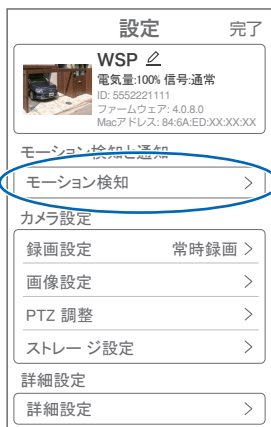 設定 完了
WSP
電気量:100% 信号:通常
ID: 5552221111
ファームウェア: 4.0.8.0
Macアドレス: 84:6A:ED:XX:XX:XX
モーション検知と通知
モーション検知 >
カメラ設定
録画設定 常時録画 >
画像設定 >
PTZ 調整 >
ストレージ設定 >
詳細設定
詳細設定 >